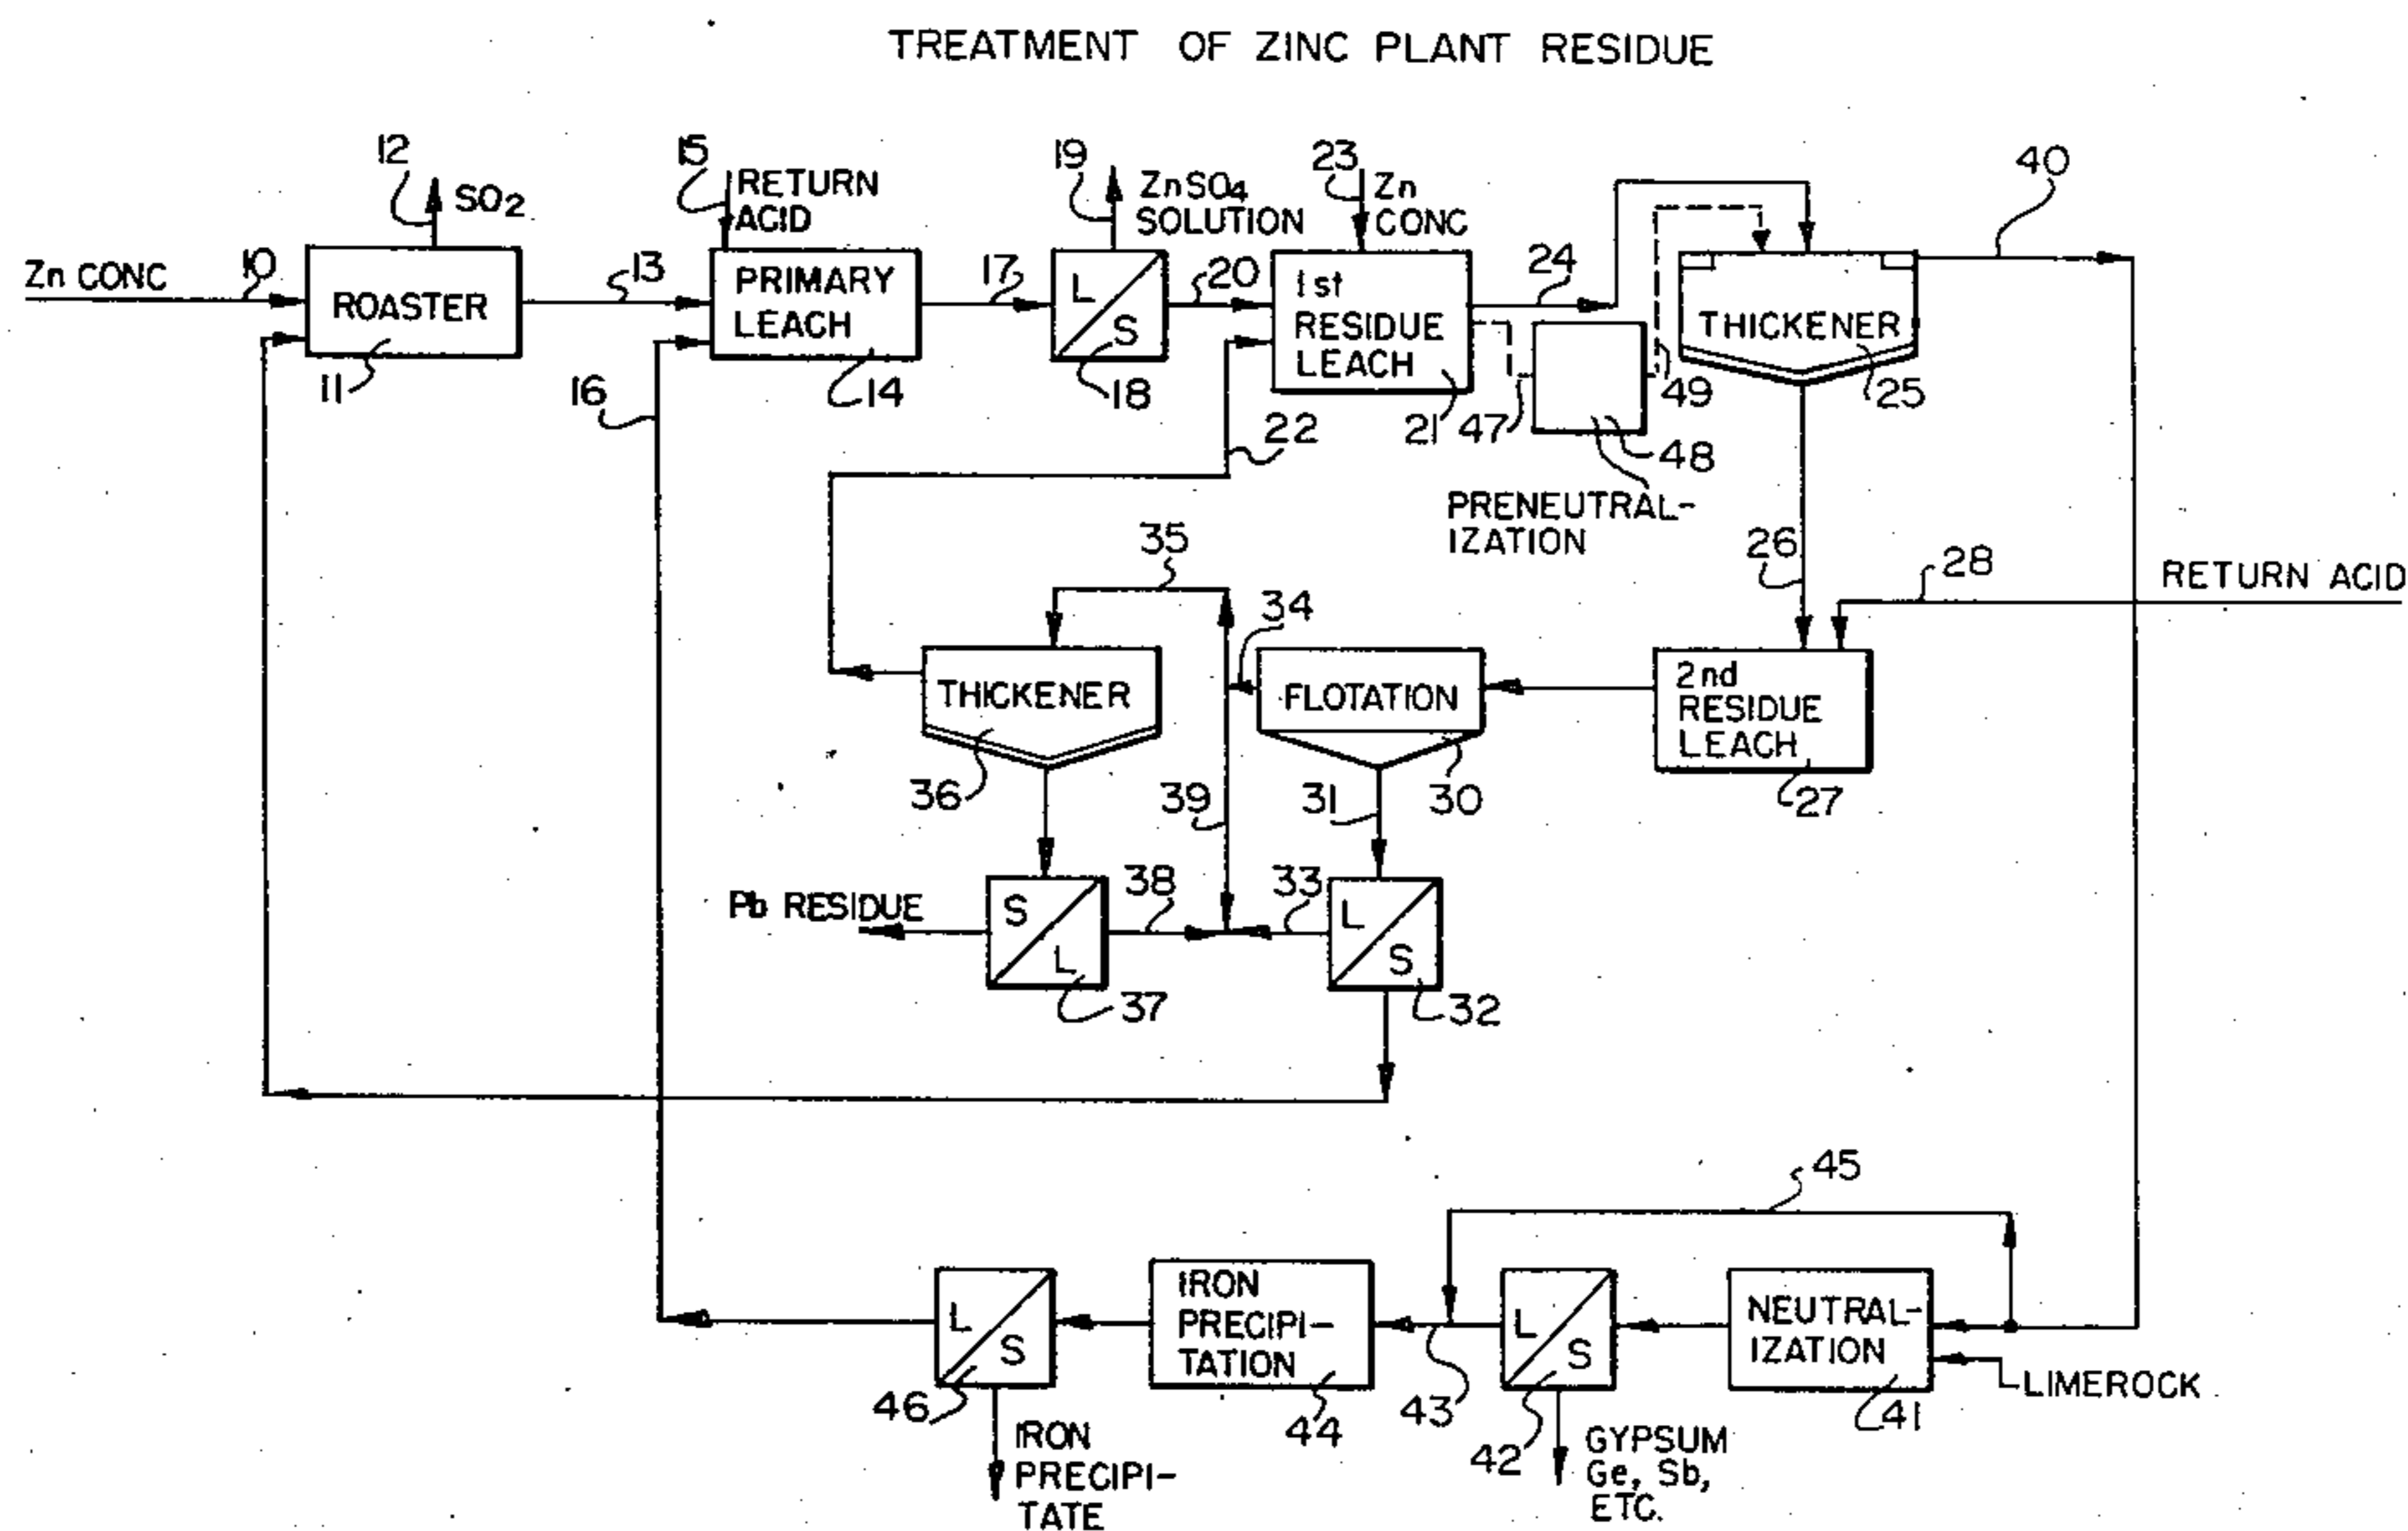 TREATMENT OF ZINC PLANT RESIDUE
12
SO2
15
RETURN
ACID
19
ZnSO4
SOLUTION
23
Zn
CONC
40
Zn CONC
10
ROASTER
11
13
PRIMARY
LEACH
14
16
17
L
S
18
20
1st
RESIDUE
LEACH
21
22
24
47
48
49
PRENEUTRAL-
IZATION
THICKENER
25
26
28
RETURN ACID
2nd
RESIDUE
LEACH
27
35
34
THICKENER
36
FLOTATION
30
39
31
Pb RESIDUE
S
L
37
38
33
L
S
32
45
L
S
46
IRON
PRECIPI-
TATE
IRON
PRECIPI-
TATION
44
43
L
S
42
GYPSUM
Ge, Sb,
ETC.
NEUTRAL-
IZATION
41
LIMEROCK